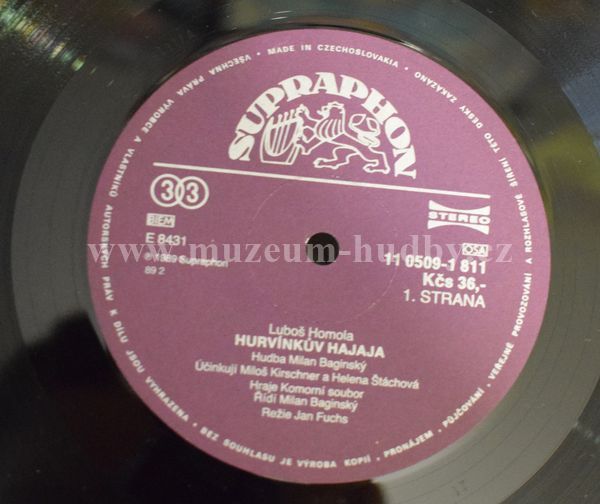 SUPRAPHON
MADE IN CZECHOSLOVAKIA • VŠECHNA PRÁVA VÝROBCE A VLASTNÍKŮ AUTORSKÝCH PRÁV K DÍLU JSOU VYHRAZENA • BEZ SOUHLASU JE VÝROBA KOPIÍ • PRONÁJEM • PŮJČOVÁNÍ • VEŘEJNÉ PROVOZOVÁNÍ A ROZHLASOVÉ ŠÍŘENÍ TÉTO DESKY ZAKÁZÁNO
33
STEREO
BIEM
OSA
E 8431
11 0509-1 811
℗ 1989 Supraphon
Kčs 36,-
89 2
1. STRANA
www.muzeum-hudby.cz
Luboš Homola
HURVÍNKŮV HAJAJA
Hudba Milan Baginský
Účinkují Miloš Kirschner a Helena Štáchová
Hraje Komorní soubor
Řídí Milan Baginský
Režie Jan Fuchs